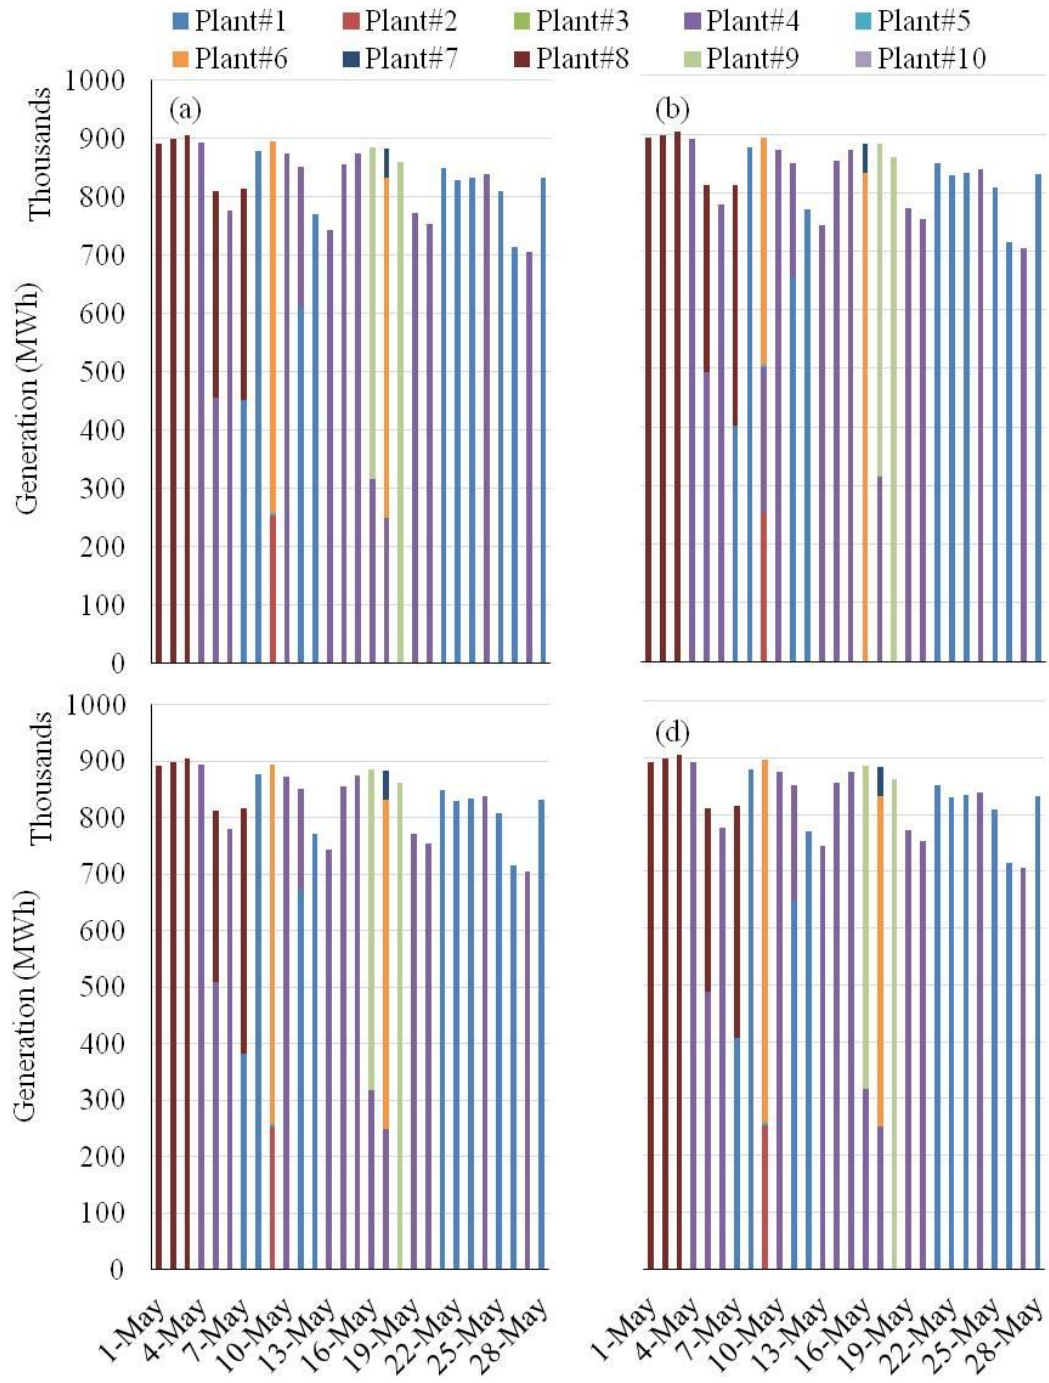 Plant#1 Plant#2 Plant#3 Plant#4 Plant#5
Plant#6 Plant#7 Plant#8 Plant#9 Plant#10
(a)
(b)
Thousands
Generation (MWh)
1000
900
800
700
600
500
400
300
200
100
0
(d)
Thousands
Generation (MWh)
1000
900
800
700
600
500
400
300
200
100
0
1-May 4-May 7-May 10-May 13-May 16-May 19-May 22-May 25-May 28-May
1-May 4-May 7-May 10-May 13-May 16-May 19-May 22-May 25-May 28-May